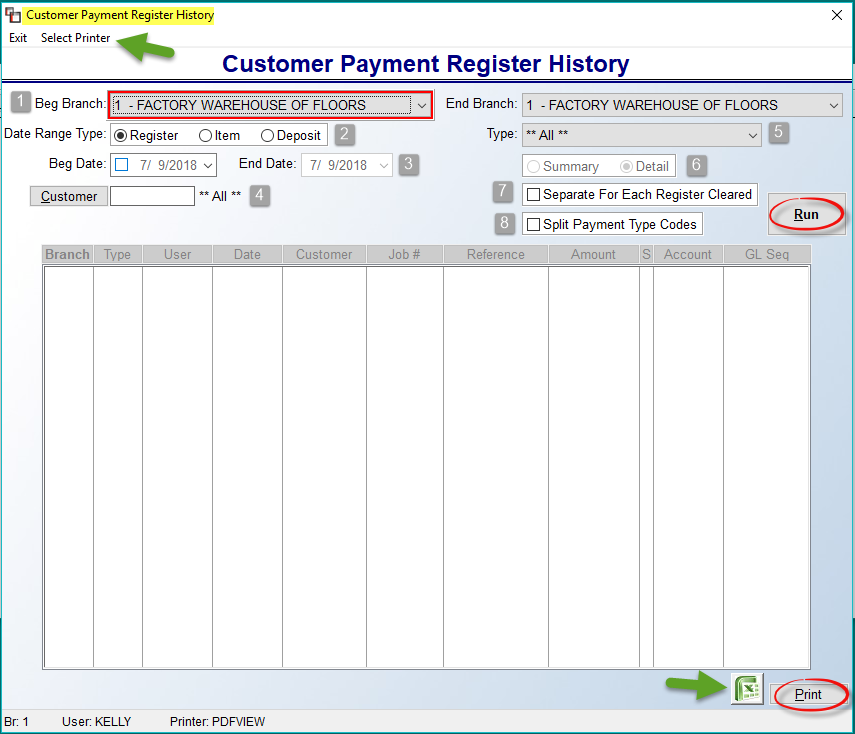 Customer Payment Register History
Exit Select Printer
Customer Payment Register History
1 Beg Branch: 1 - FACTORY WAREHOUSE OF FLOORS End Branch: 1 - FACTORY WAREHOUSE OF FLOORS
Date Range Type: Register Item Deposit 2 Type: ** All ** 5
Beg Date: 7/ 9/2018 End Date: 7/ 9/2018 3 Summary Detail 6
Customer ** All ** 4 7 Separate For Each Register Cleared
Run
8 Split Payment Type Codes
Branch Type User Date Customer Job # Reference Amount S Account GL Seq
Print
Br: 1 User: KELLY Printer: PDFVIEW